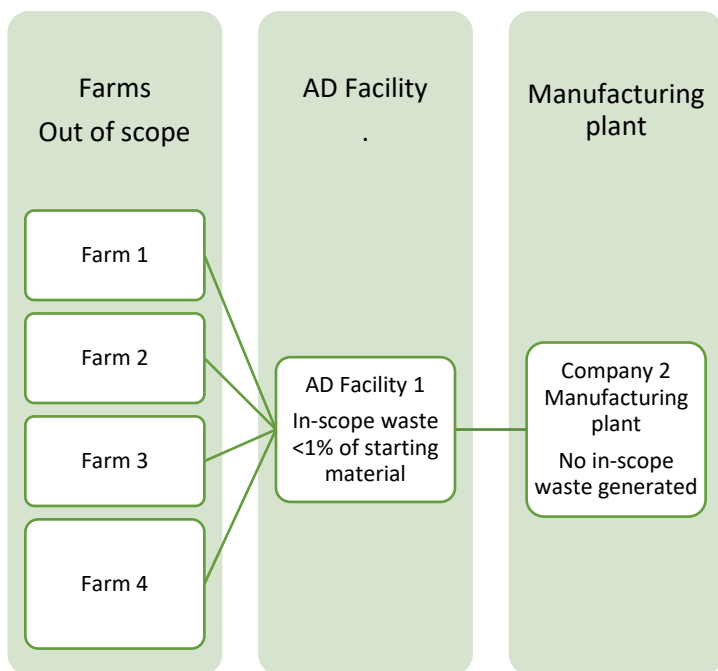 Farms
Out of scope
AD Facility
.
Manufacturing
plant
Farm 1
Farm 2
Farm 3
Farm 4
AD Facility 1
In-scope waste
<1% of starting
material
Company 2
Manufacturing
plant
No in-scope
waste generated